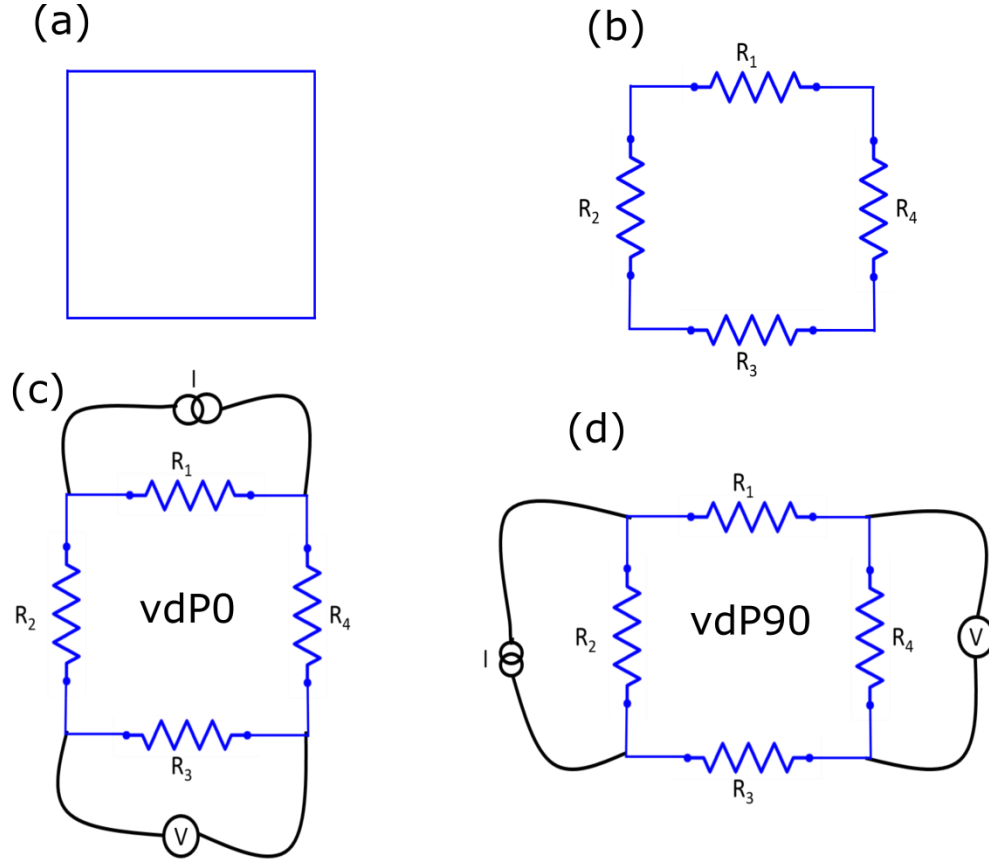 (a)
(b)
R₁
R₂
R₄
R₃
(c)
I
R₁
R₂
vdP0
R₄
R₃
V
(d)
R₁
I
R₂
vdP90
R₄
V
R₃